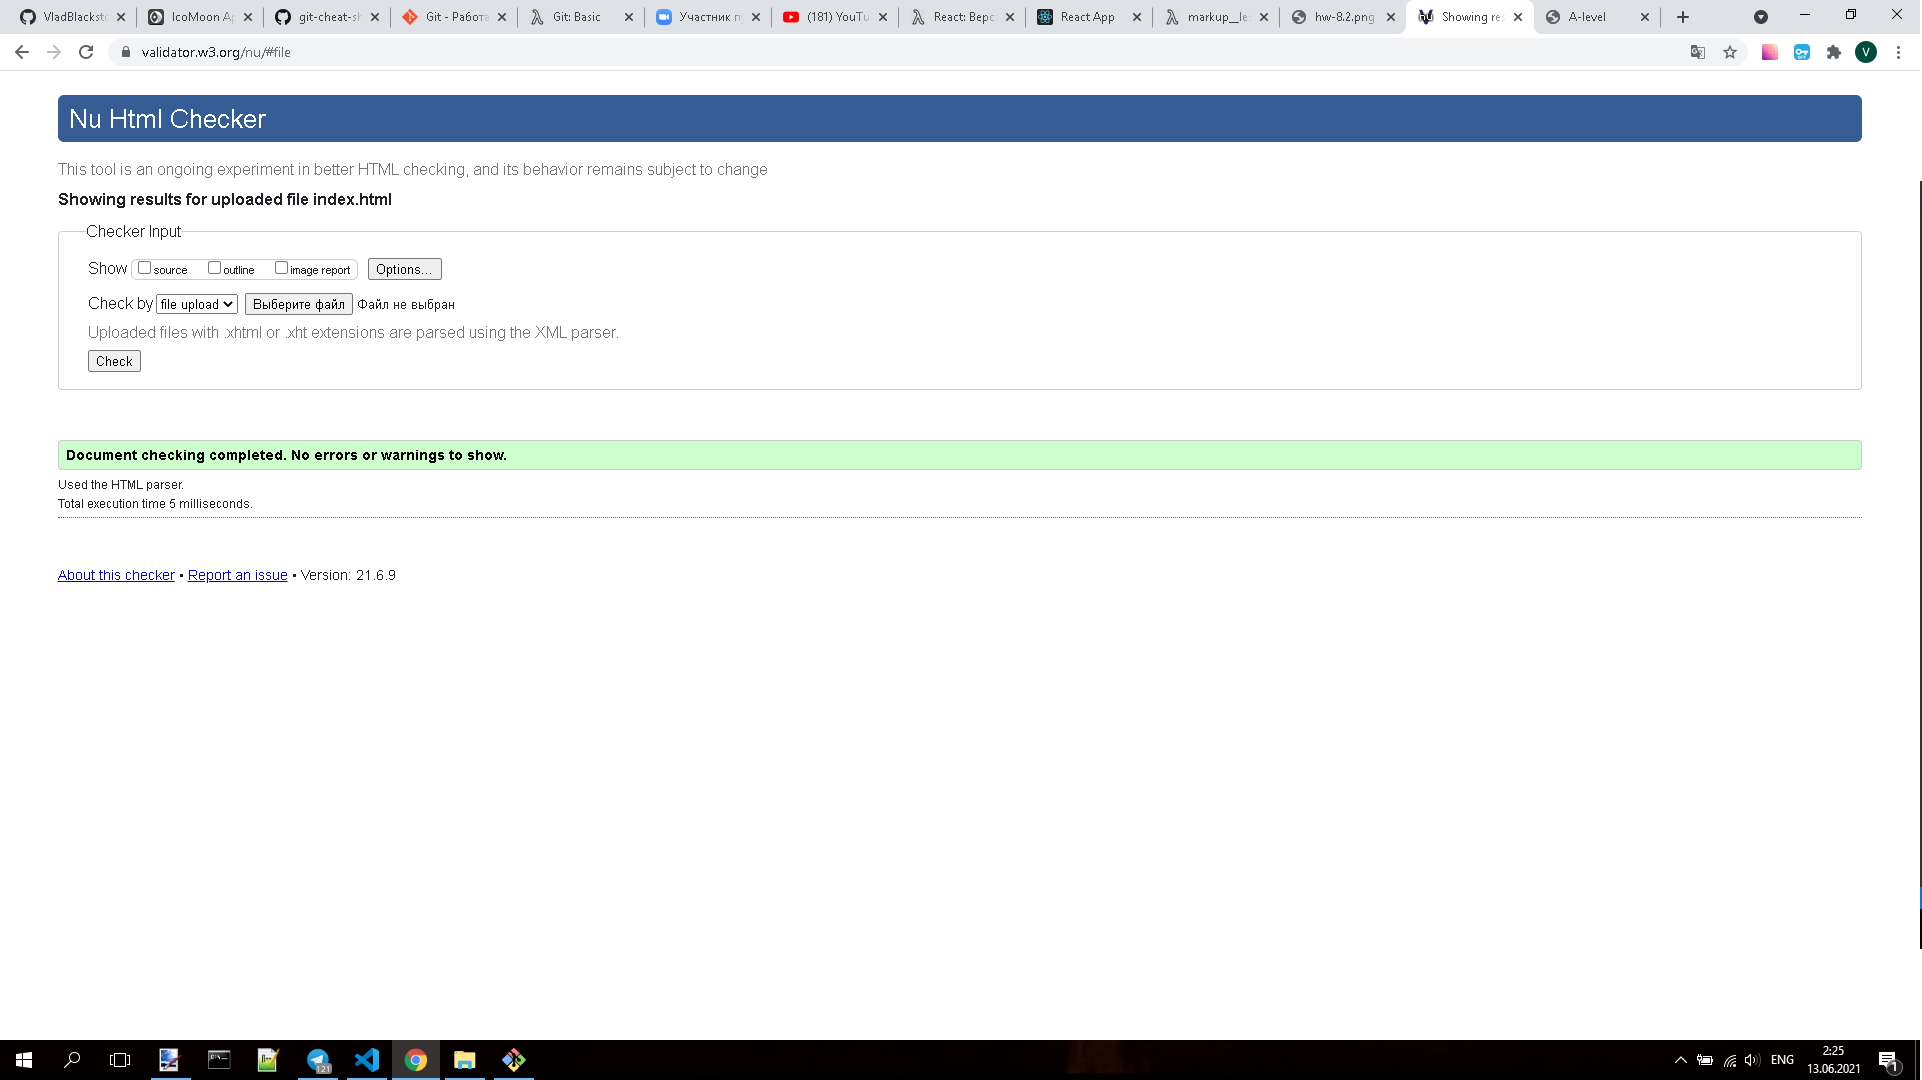 VladBlacksto
IcoMoon Ap
git-cheat-sh
Git - Работа
Git: Basic
Участник п
(181) YouTu
React: Верс
React App
markup__le
hw-8.2.png
Showing res
A-level
validator.w3.org/nu/#file
V
Nu Html Checker
This tool is an ongoing experiment in better HTML checking, and its behavior remains subject to change
Showing results for uploaded file index.html
Checker Input
Show source outline image report Options...
Check by file upload Выберите файл Файл не выбран
Uploaded files with .xhtml or .xht extensions are parsed using the XML parser.
Check
Document checking completed. No errors or warnings to show.
Used the HTML parser.
Total execution time 5 milliseconds.
About this checker • Report an issue • Version: 21.6.9
121
ENG
2:25
13.06.2021
1